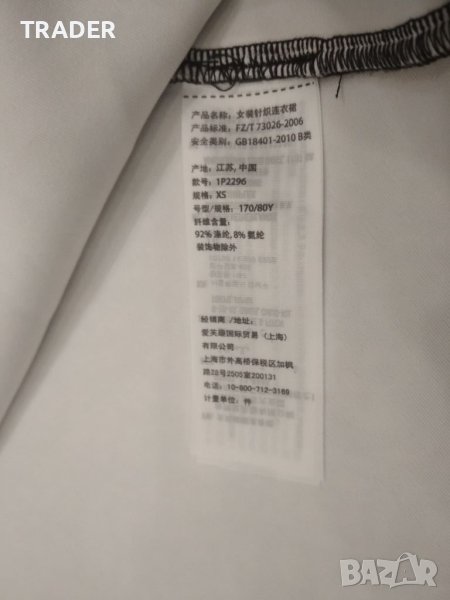 TRADER
产品名称: 女装针织连衣裙
产品标准: FZ/T 73026-2006
安全类别: GB18401-2010 B类
产地: 江苏, 中国
款号: 1P2296
规格: XS
号型/规格: 170/80Y
纤维含量:
92% 涤纶, 8% 氨纶
装饰物除外
经销商 /地址:
爱芙趣国际贸易 (上海)
有限公司
上海市外高桥保税区加枫
路28号2505室200131
电话: 10-800-712-3169
计量单位: 件
BAZAR